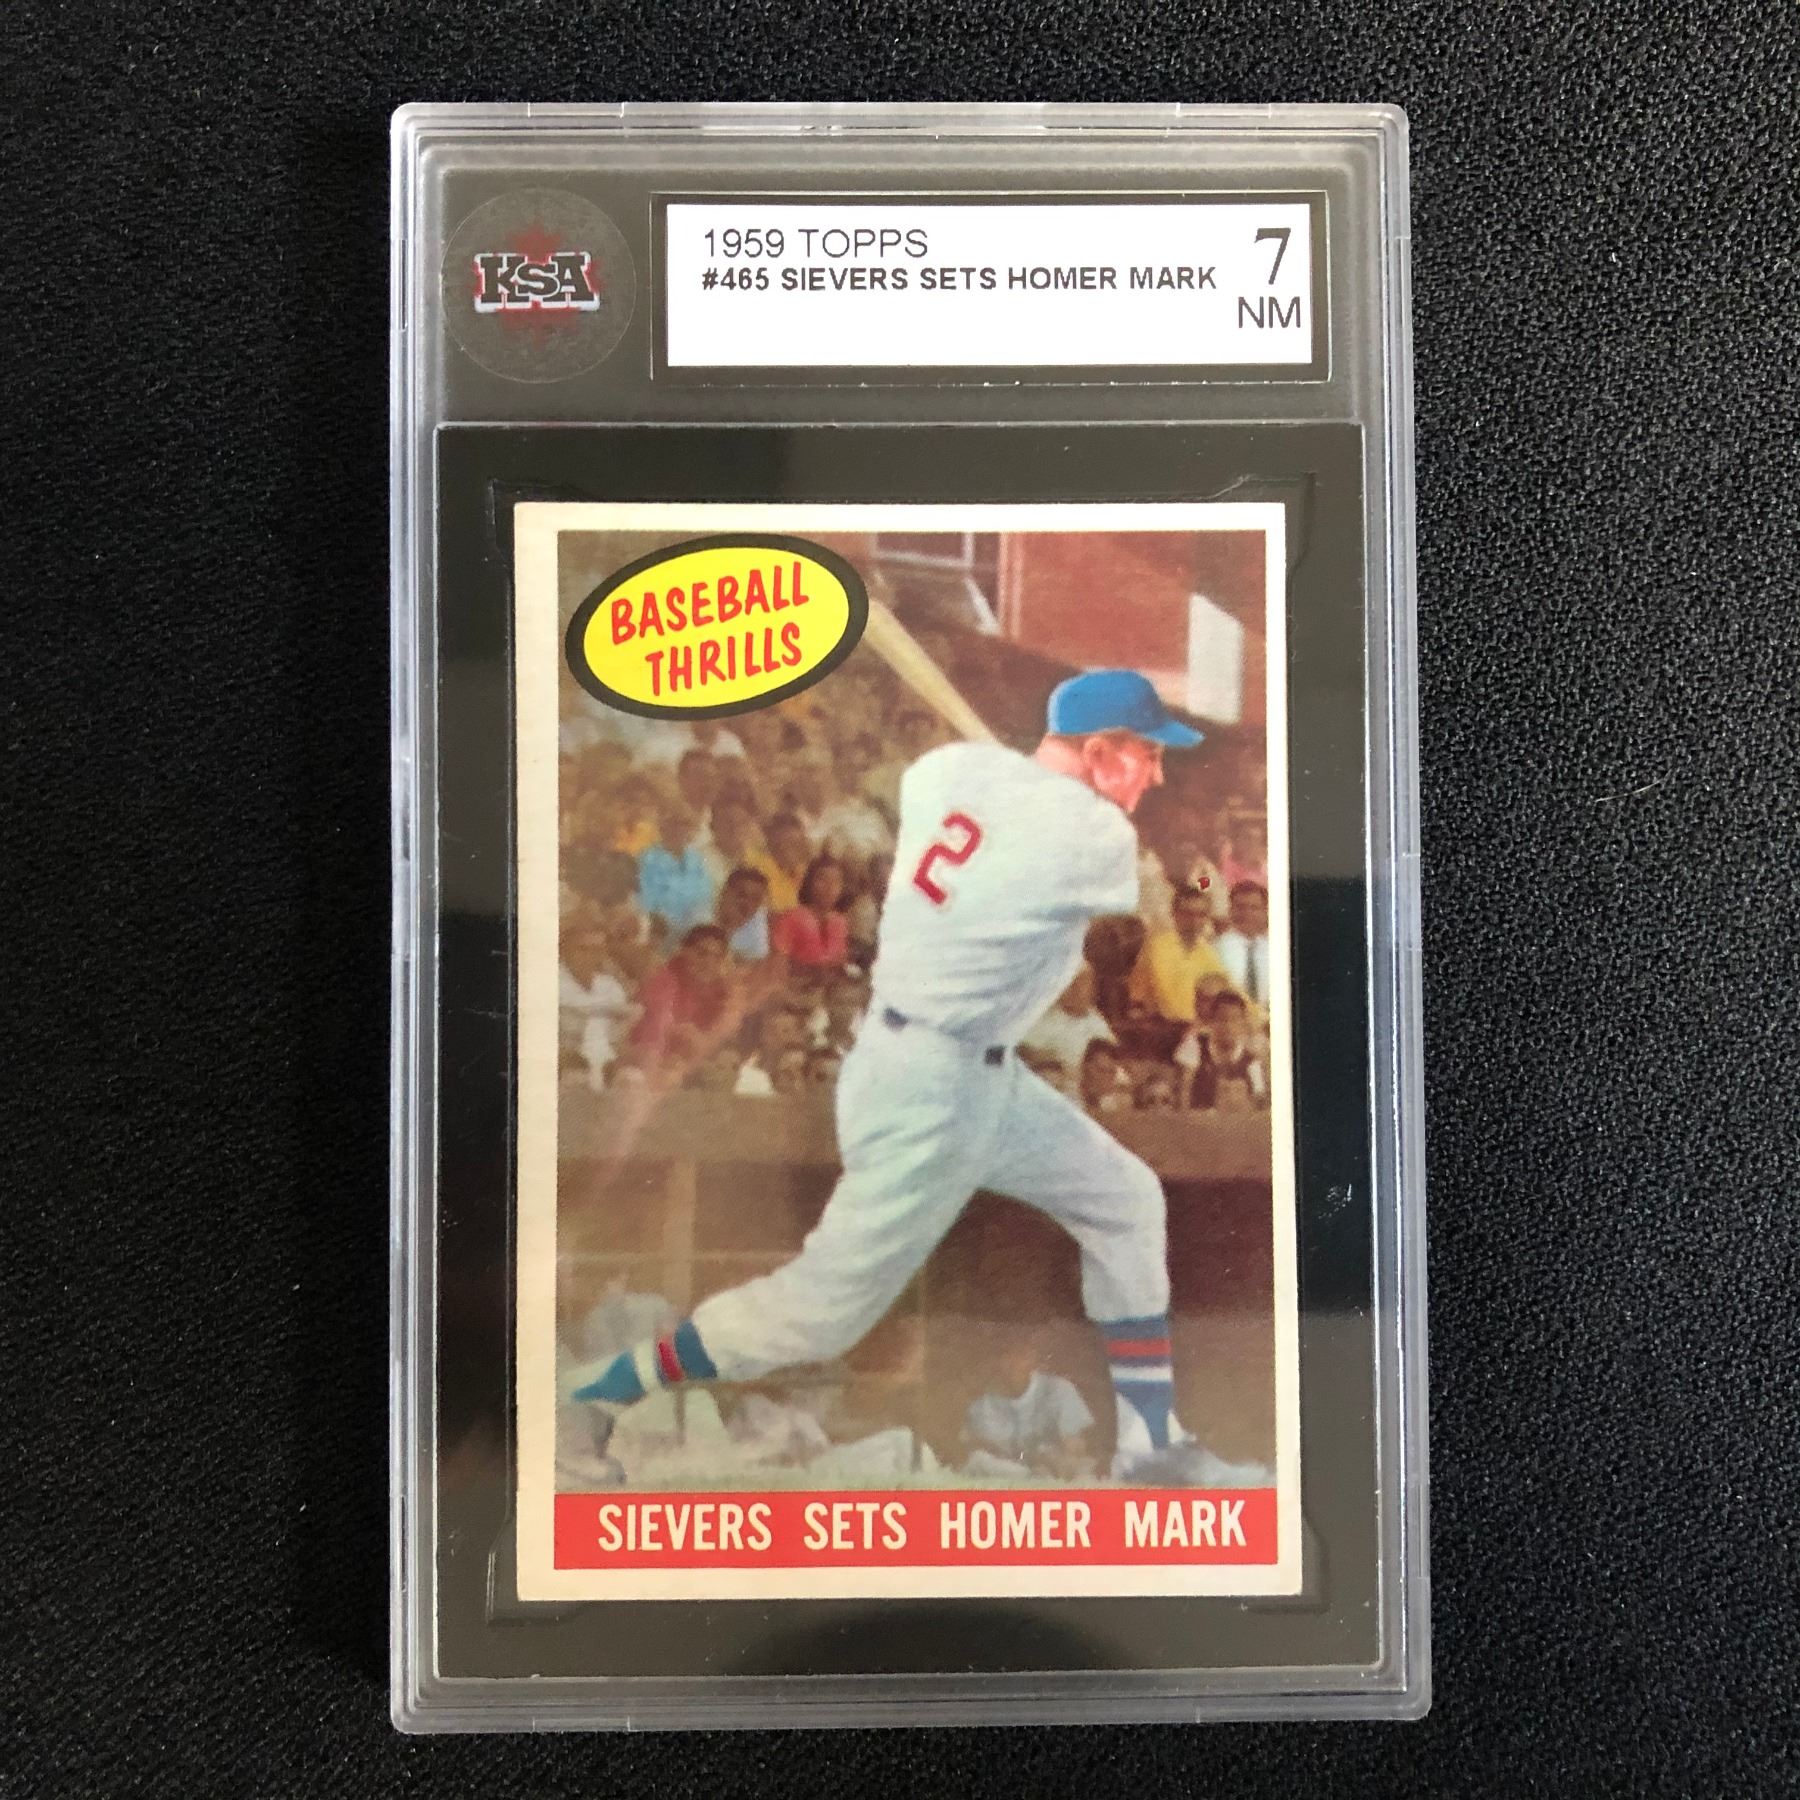 KSA
1959 TOPPS
#465 SIEVERS SETS HOMER MARK
7
NM
BASEBALL
THRILLS
2
SIEVERS SETS HOMER MARK